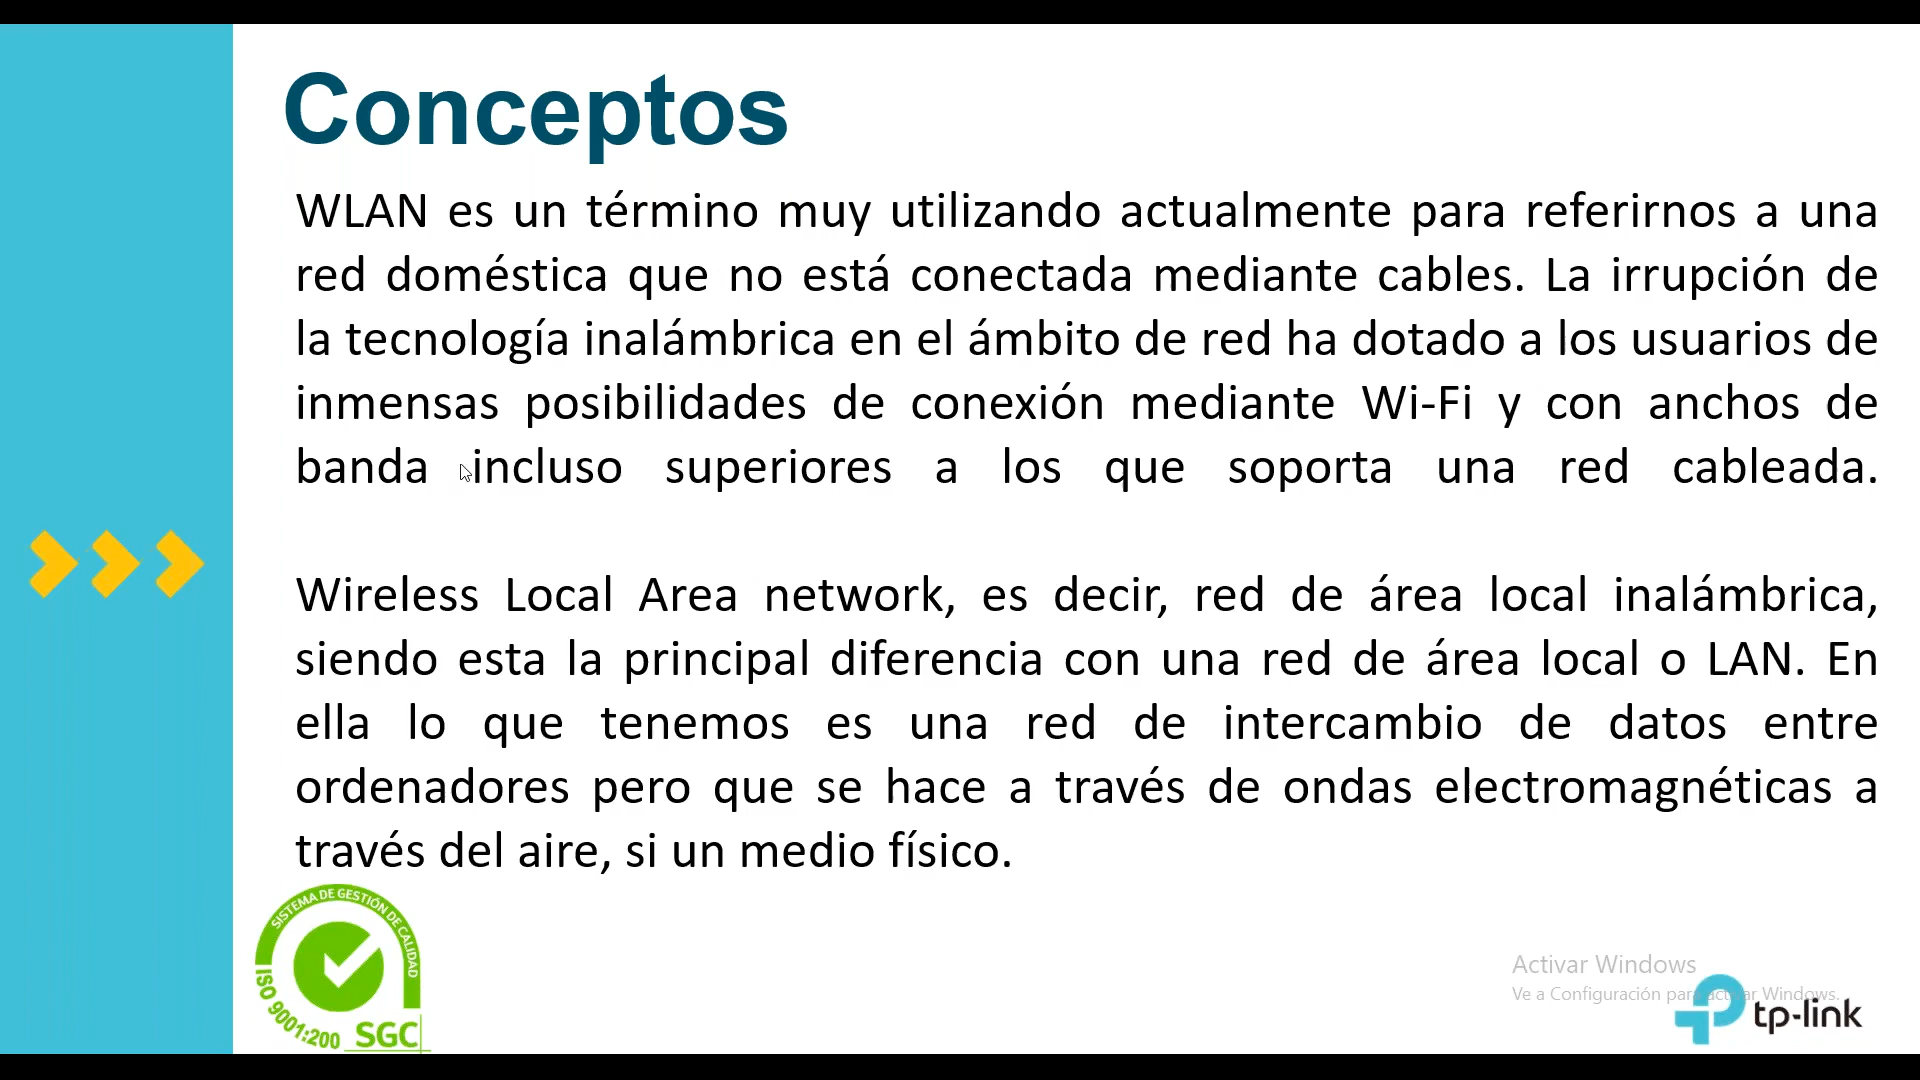 Conceptos
WLAN es un término muy utilizando actualmente para referirnos a una
red doméstica que no está conectada mediante cables. La irrupción de
la tecnología inalámbrica en el ámbito de red ha dotado a los usuarios de
inmensas posibilidades de conexión mediante Wi-Fi y con anchos de
banda incluso superiores a los que soporta una red cableada.
Wireless Local Area network, es decir, red de área local inalámbrica,
siendo esta la principal diferencia con una red de área local o LAN. En
ella lo que tenemos es una red de intercambio de datos entre
ordenadores pero que se hace a través de ondas electromagnéticas a
través del aire, si un medio físico.
SISTEMA DE GESTIÓN DE CALIDAD
ISO 9001:200
SGC
Activar Windows
Ve a Configuración para activar Windows.
tp-link